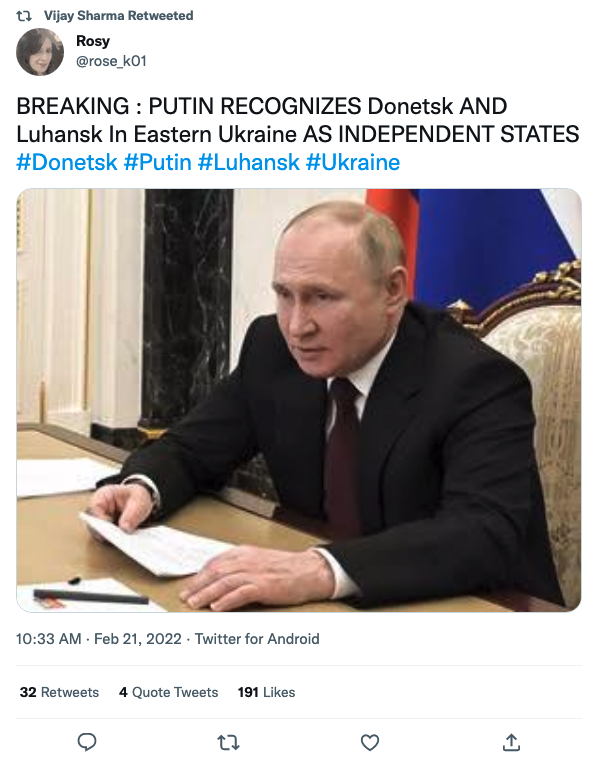 Vijay Sharma Retweeted
Rosy
@rose_k01
BREAKING : PUTIN RECOGNIZES Donetsk AND
Luhansk In Eastern Ukraine AS INDEPENDENT STATES
#Donetsk #Putin #Luhansk #Ukraine
10:33 AM · Feb 21, 2022 · Twitter for Android
32 Retweets 4 Quote Tweets 191 Likes